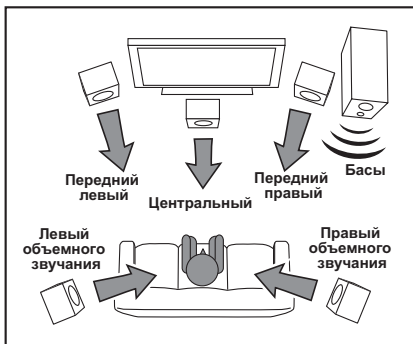 Передний
левый
Центральный
Передний
правый
Басы
Левый
объемного
звучания
Правый
объемного
звучания